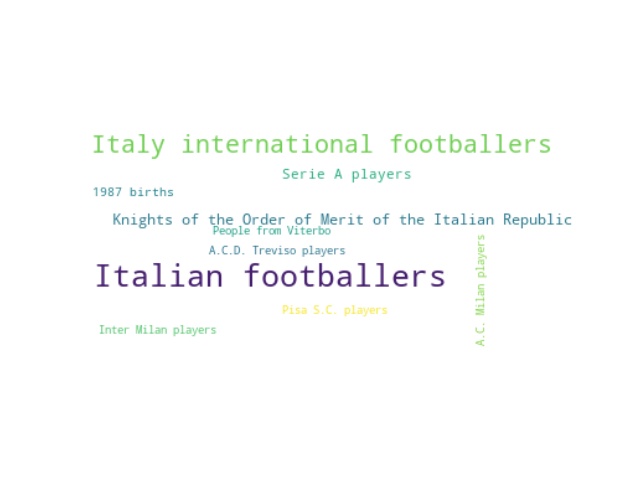 Italy international footballers
Serie A players
1987 births
Knights of the Order of Merit of the Italian Republic
People from Viterbo
A.C.D. Treviso players
A.C. Milan players
Italian footballers
Pisa S.C. players
Inter Milan players